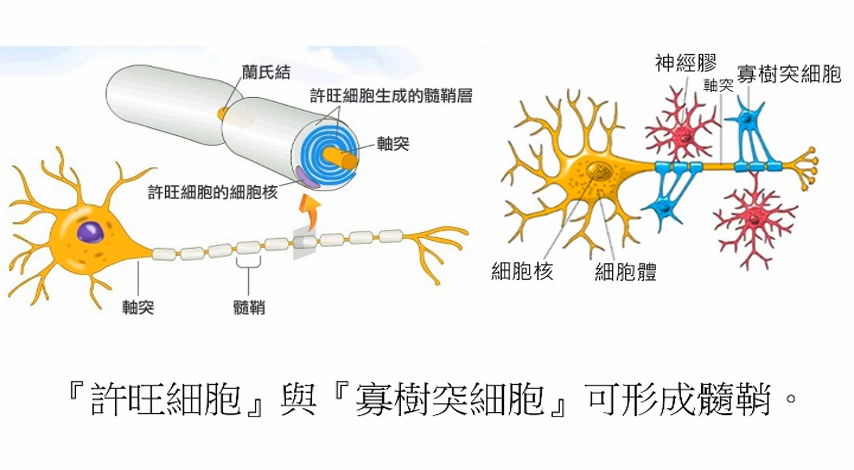 蘭氏結
許旺細胞生成的髓鞘層
軸突
許旺細胞的細胞核
軸突
髓鞘
神經膠
軸突
寡樹突細胞
細胞核
細胞體
『許旺細胞』與『寡樹突細胞』可形成髓鞘。